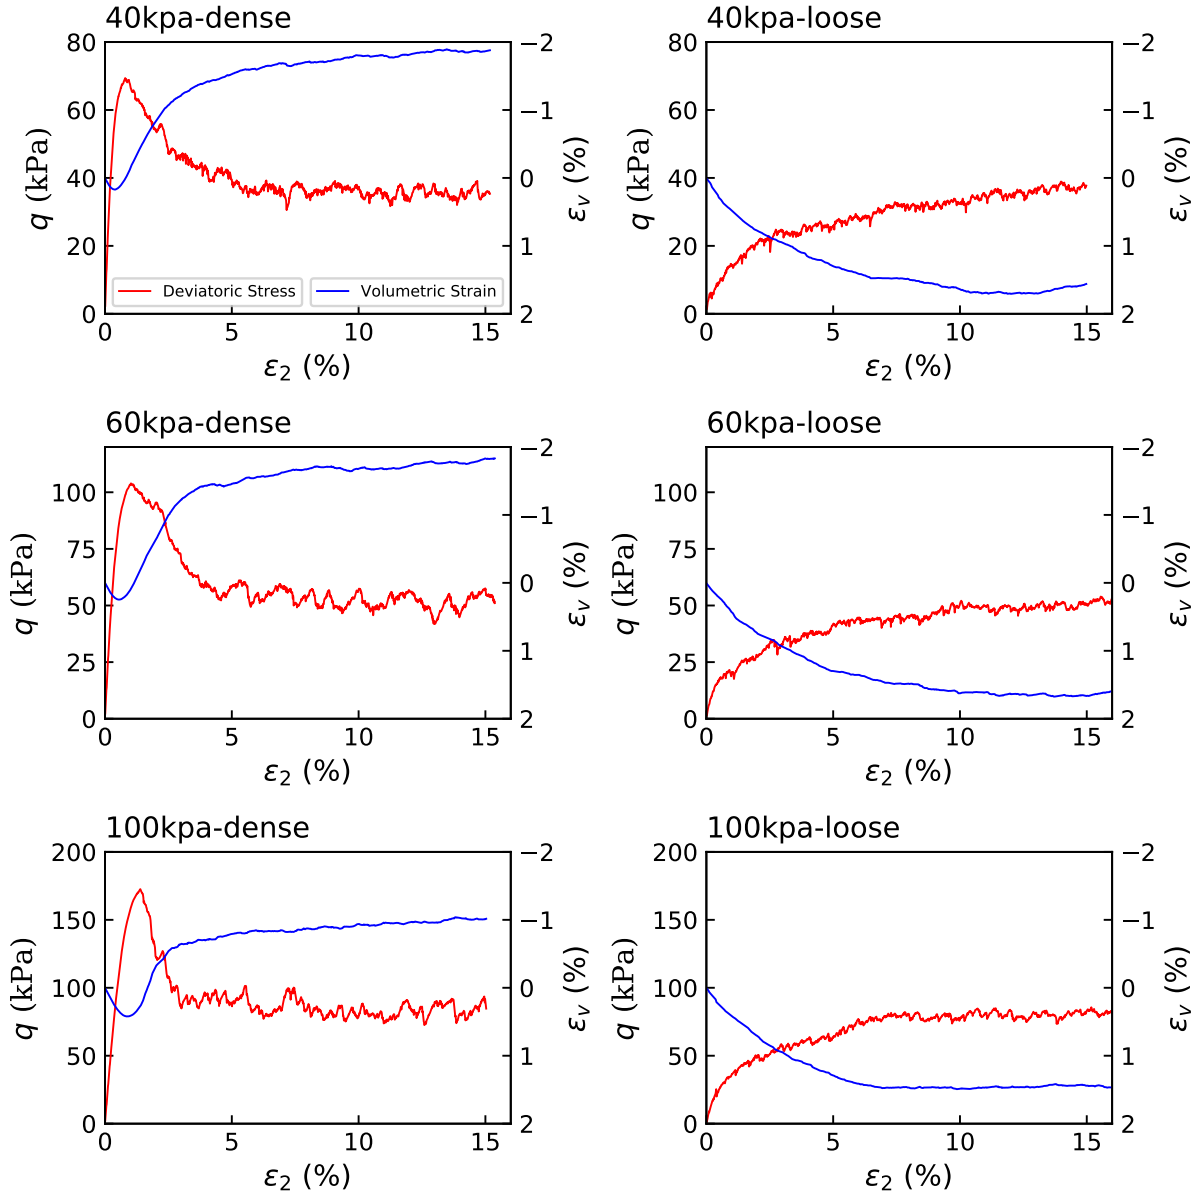 40kpa-dense
80
60
40
20
0
q (kPa)
−2
−1
0
1
2
εv (%)
Deviatoric Stress
Volumetric Strain
0 5 10 15
ε2 (%)
40kpa-loose
80
60
40
20
0
q (kPa)
−2
−1
0
1
2
εv (%)
0 5 10 15
ε2 (%)
60kpa-dense
100
75
50
25
0
q (kPa)
−2
−1
0
1
2
εv (%)
0 5 10 15
ε2 (%)
60kpa-loose
100
75
50
25
0
q (kPa)
−2
−1
0
1
2
εv (%)
0 5 10 15
ε2 (%)
100kpa-dense
200
150
100
50
0
q (kPa)
−2
−1
0
1
2
εv (%)
0 5 10 15
ε2 (%)
100kpa-loose
200
150
100
50
0
q (kPa)
−2
−1
0
1
2
εv (%)
0 5 10 15
ε2 (%)